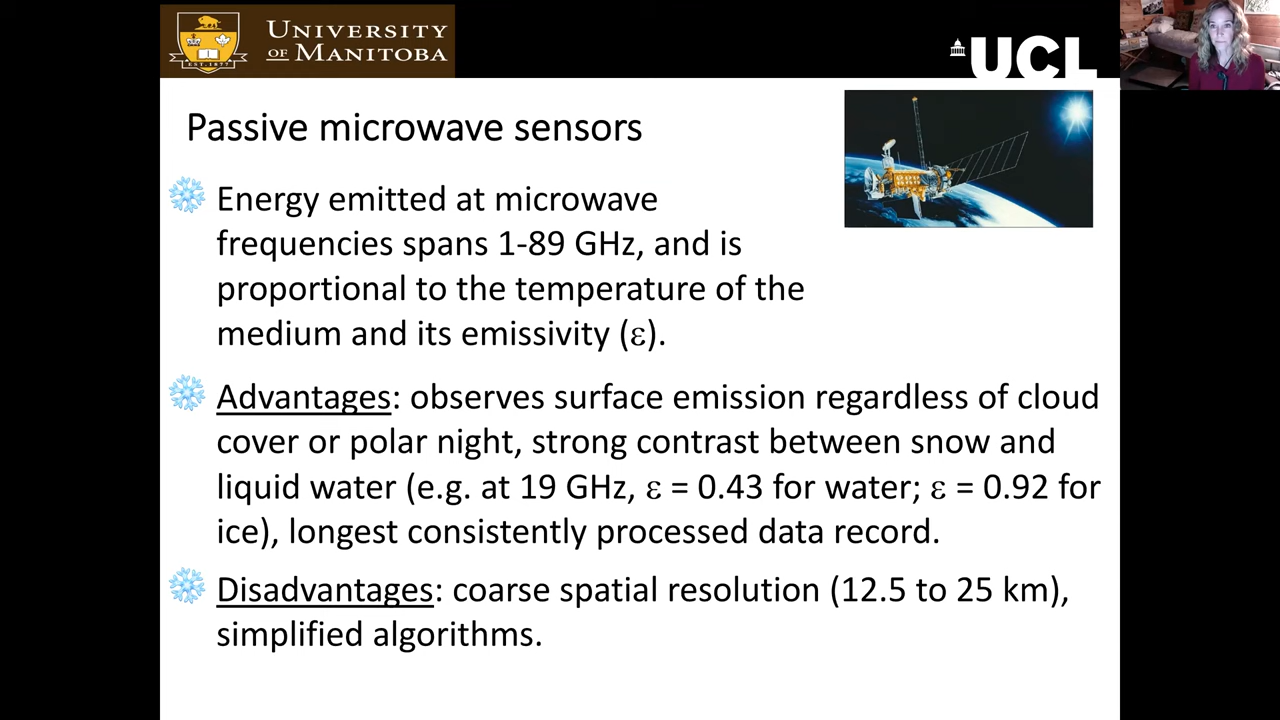 UNIVERSITY
OF MANITOBA
EST. 1877
UCL
Passive microwave sensors
Energy emitted at microwave
frequencies spans 1-89 GHz, and is
proportional to the temperature of the
medium and its emissivity (ε).
Advantages: observes surface emission regardless of cloud
cover or polar night, strong contrast between snow and
liquid water (e.g. at 19 GHz, ε = 0.43 for water; ε = 0.92 for
ice), longest consistently processed data record.
Disadvantages: coarse spatial resolution (12.5 to 25 km),
simplified algorithms.